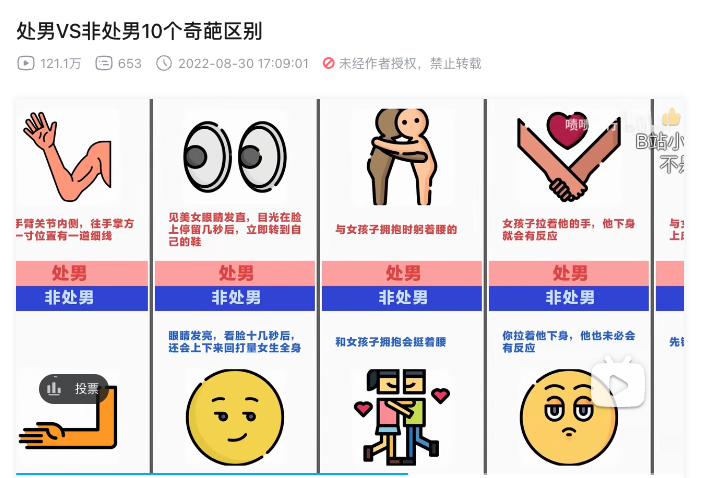 处男VS非处男10个奇葩区别
121.1万 653 2022-08-30 17:09:01 未经作者授权，禁止转载
B站小
不是
手臂关节内侧，往手掌方
一寸位置有一道细线
见美女眼睛发直，目光在脸
上停留几秒后，立即转到自
己的鞋
与女孩子拥抱时躬着腰的
女孩子拉着他的手，他下身
就会有反应
与女
处男 处男 处男 处男
非处男 非处男 非处男 非处男
眼睛发亮，看脸十几秒后，
还会上下来回打量女生全身
和女孩子拥抱会挺着腰
你拉着他下身，他也未必会
有反应
先
投票